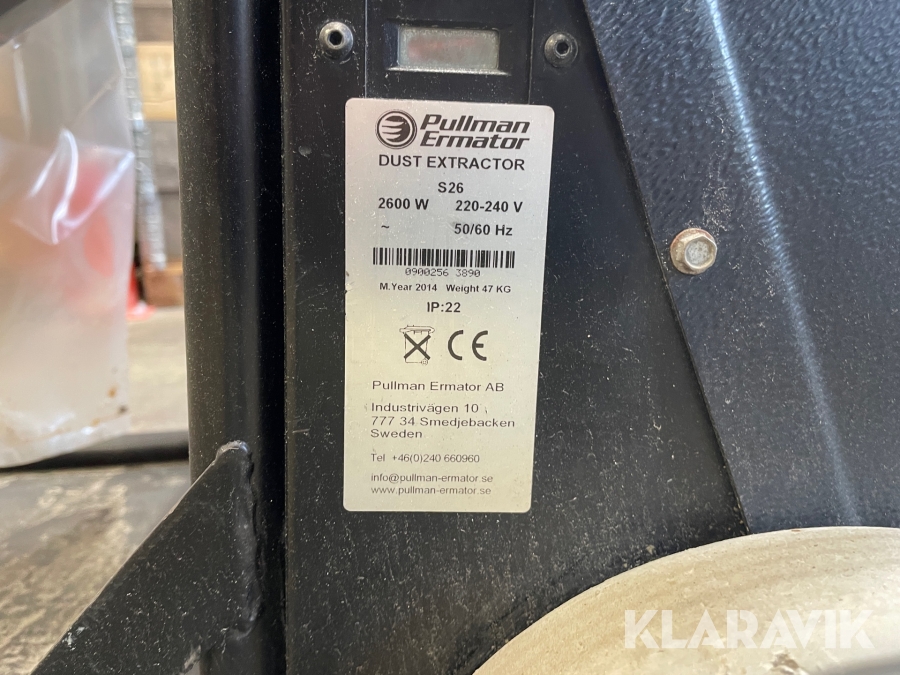 Pullman
Ermator
DUST EXTRACTOR
S26
2600 W 220-240 V
~ 50/60 Hz
0900256 3890
M.Year 2014 Weight 47 KG
IP:22
CE
Pullman Ermator AB
Industrivägen 10
777 34 Smedjebacken
Sweden
Tel +46(0)240 660960
info@pullman-ermator.se
www.pullman-ermator.se
KLARAVIK